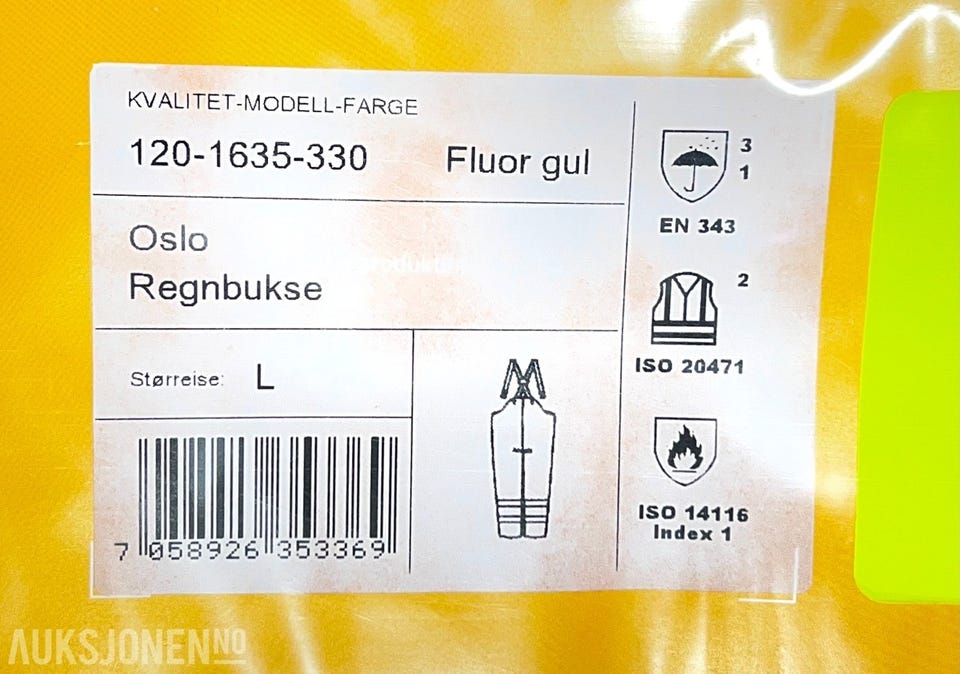 KVALITET-MODELL-FARGE
120-1635-330 Fluor gul
Oslo
Regnbukse
Størreise: L
7 058926 353369
3
1
EN 343
2
ISO 20471
ISO 14116
Index 1
AUKSJONEN.NO